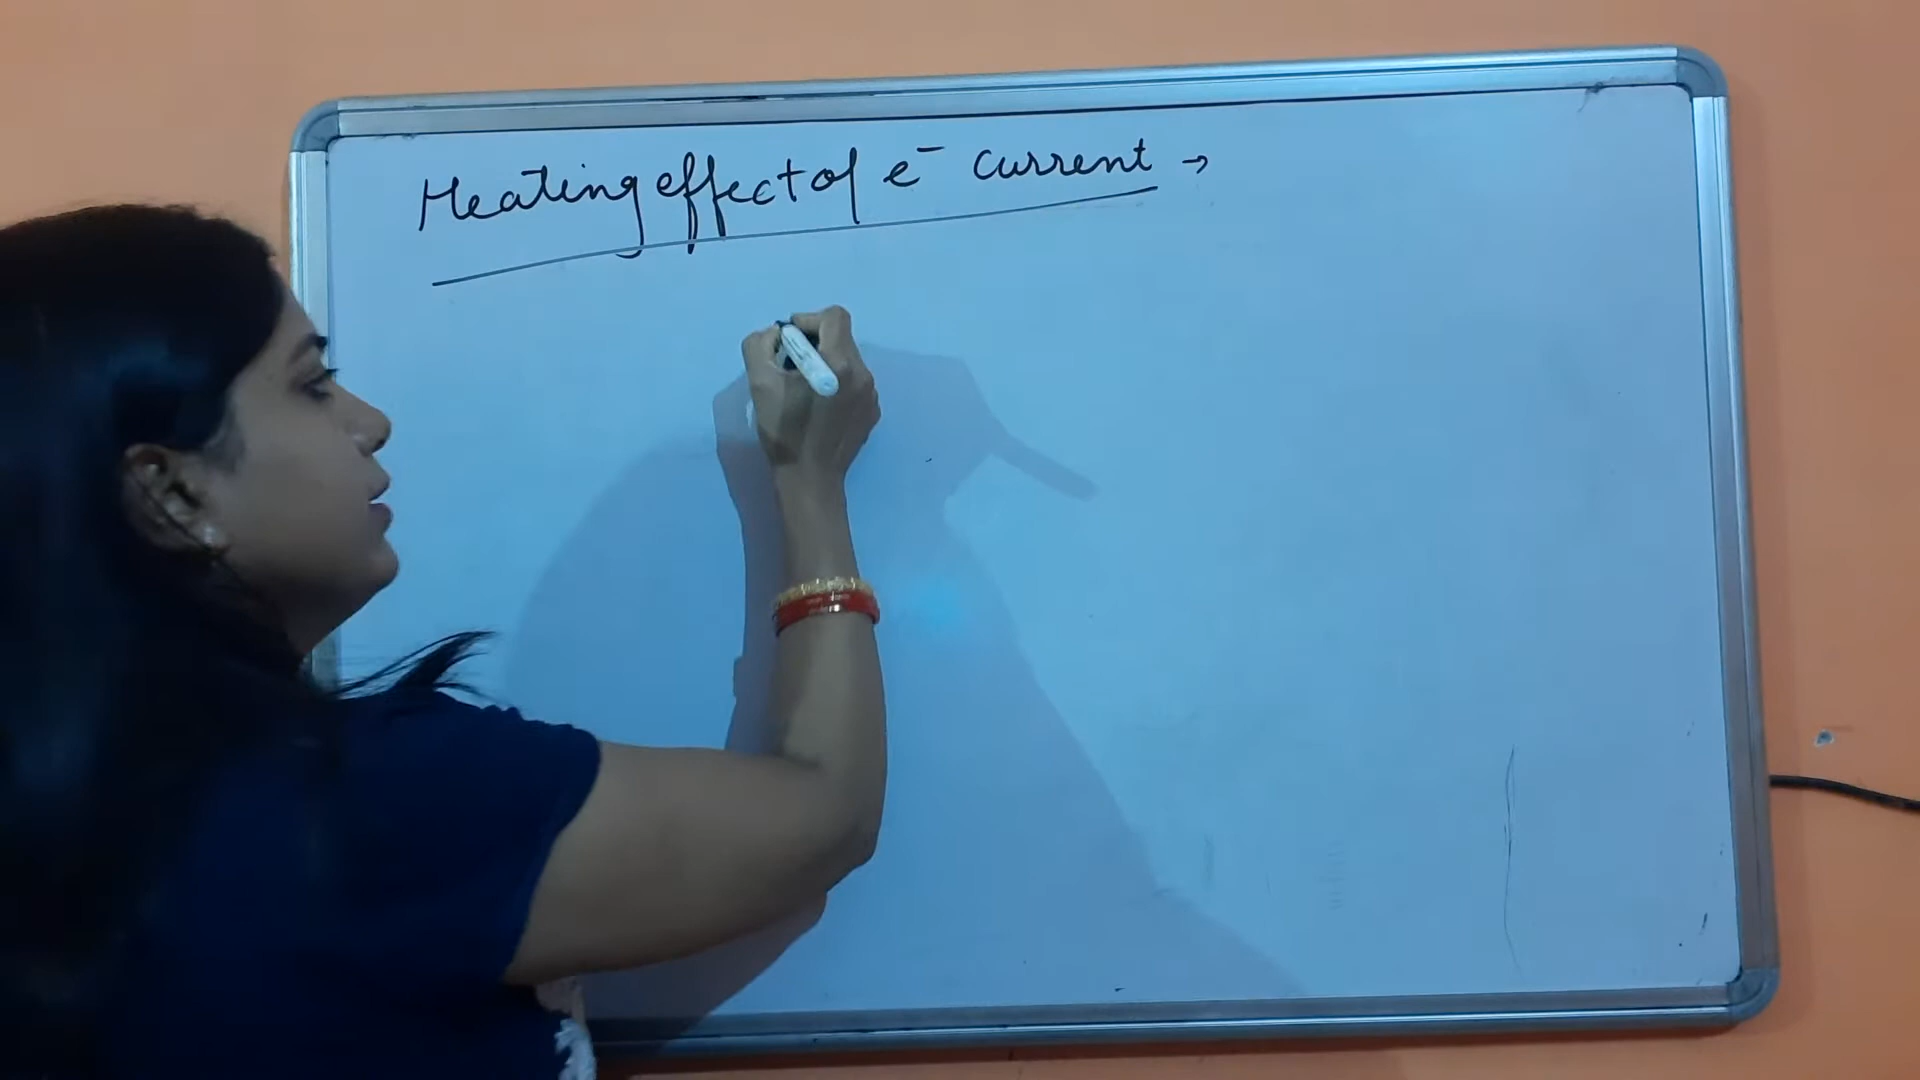 Heating effect of e⁻ current →